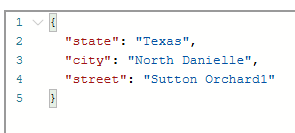 1 {
2 "state": "Texas",
3 "city": "North Danielle",
4 "street": "Sutton Orchard1"
5 }